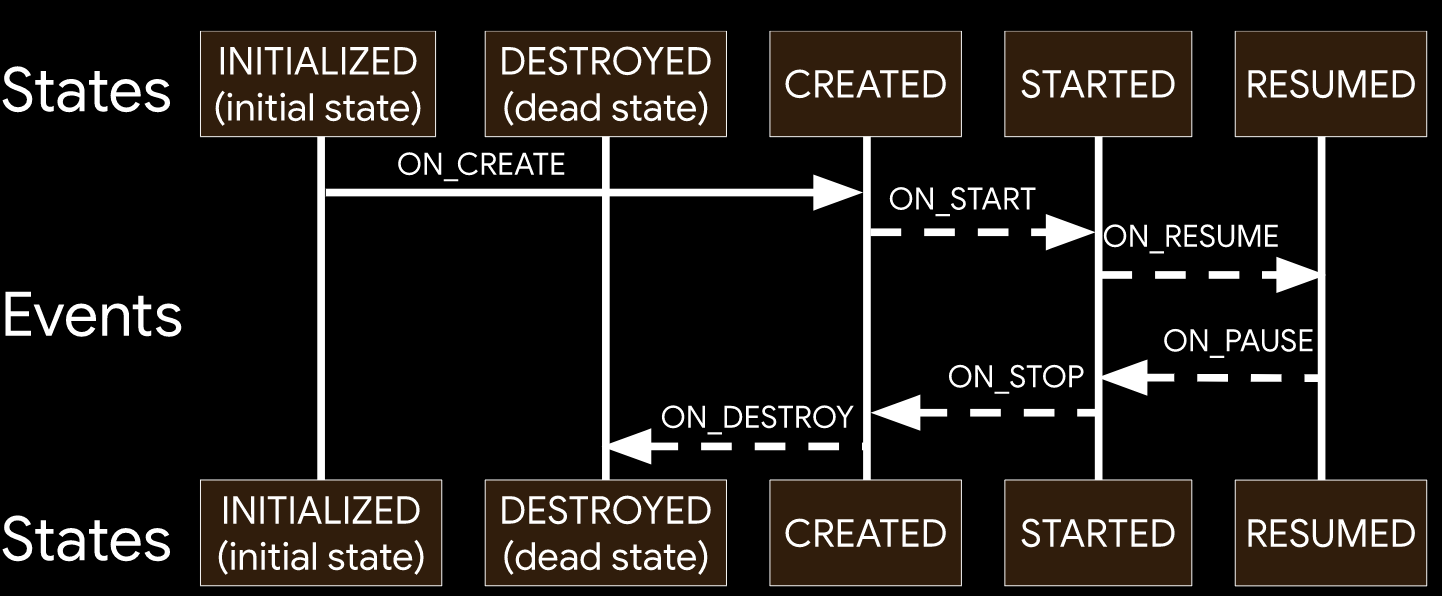 States
INITIALIZED
(initial state)
DESTROYED
(dead state)
CREATED
STARTED
RESUMED
ON_CREATE
ON_START
ON_RESUME
Events
ON_PAUSE
ON_STOP
ON_DESTROY
States
INITIALIZED
(initial state)
DESTROYED
(dead state)
CREATED
STARTED
RESUMED